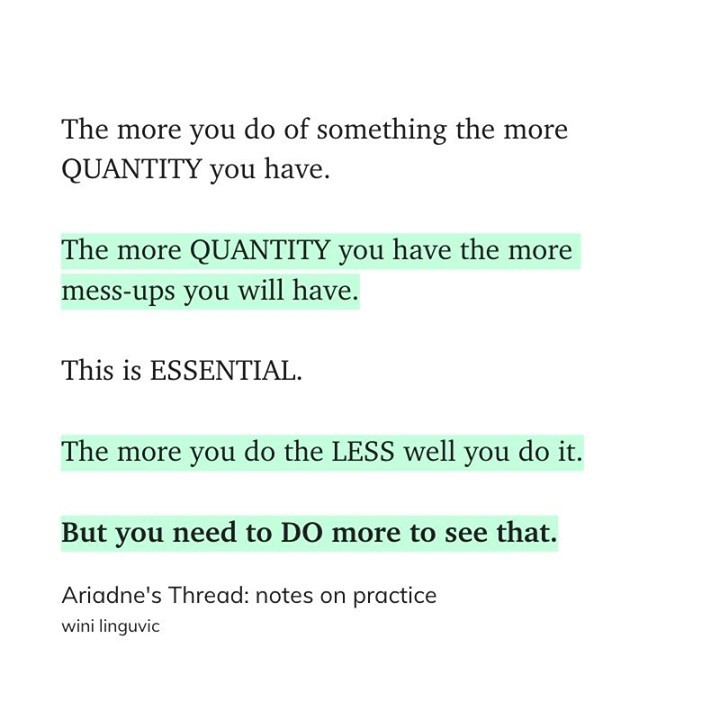 The more you do of something the more
QUANTITY you have.
The more QUANTITY you have the more
mess-ups you will have.
This is ESSENTIAL.
The more you do the LESS well you do it.
But you need to DO more to see that.
Ariadne's Thread: notes on practice
wini linguvic